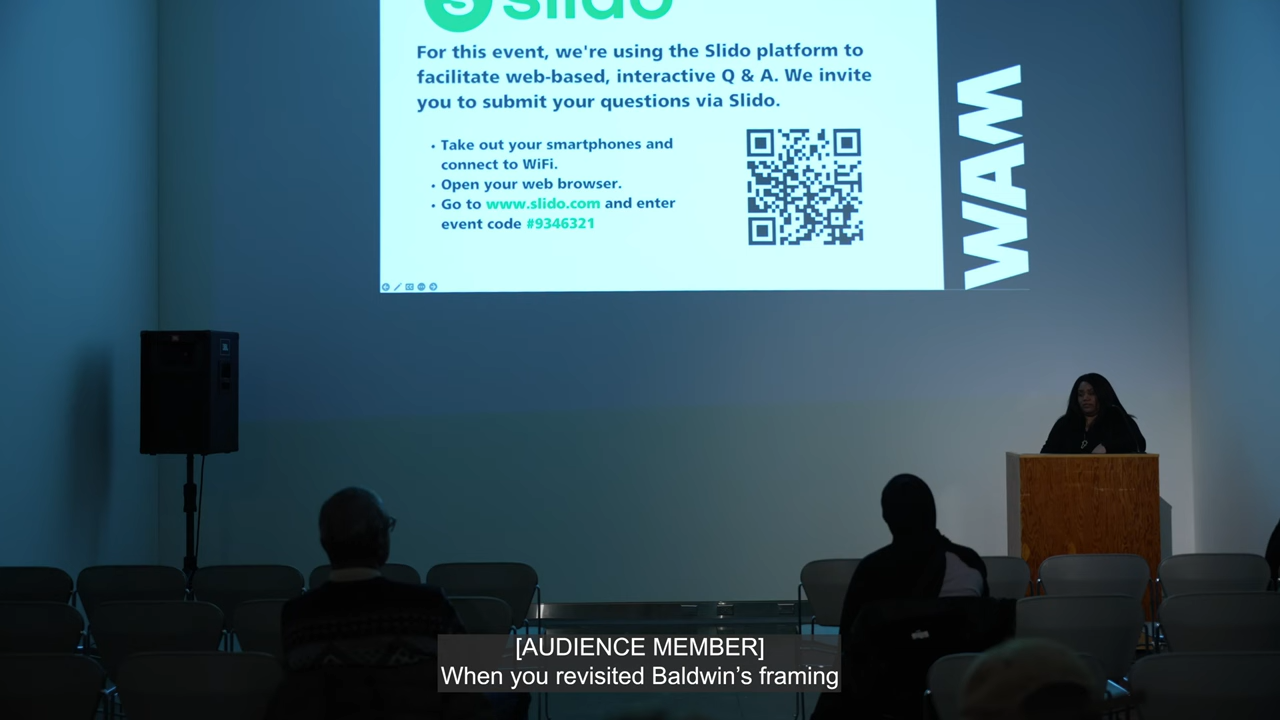 slido
For this event, we're using the Slido platform to
facilitate web-based, interactive Q & A. We invite
you to submit your questions via Slido.
• Take out your smartphones and
connect to WiFi.
• Open your web browser.
• Go to www.slido.com and enter
event code #9346321
WAM
[AUDIENCE MEMBER]
When you revisited Baldwin’s framing